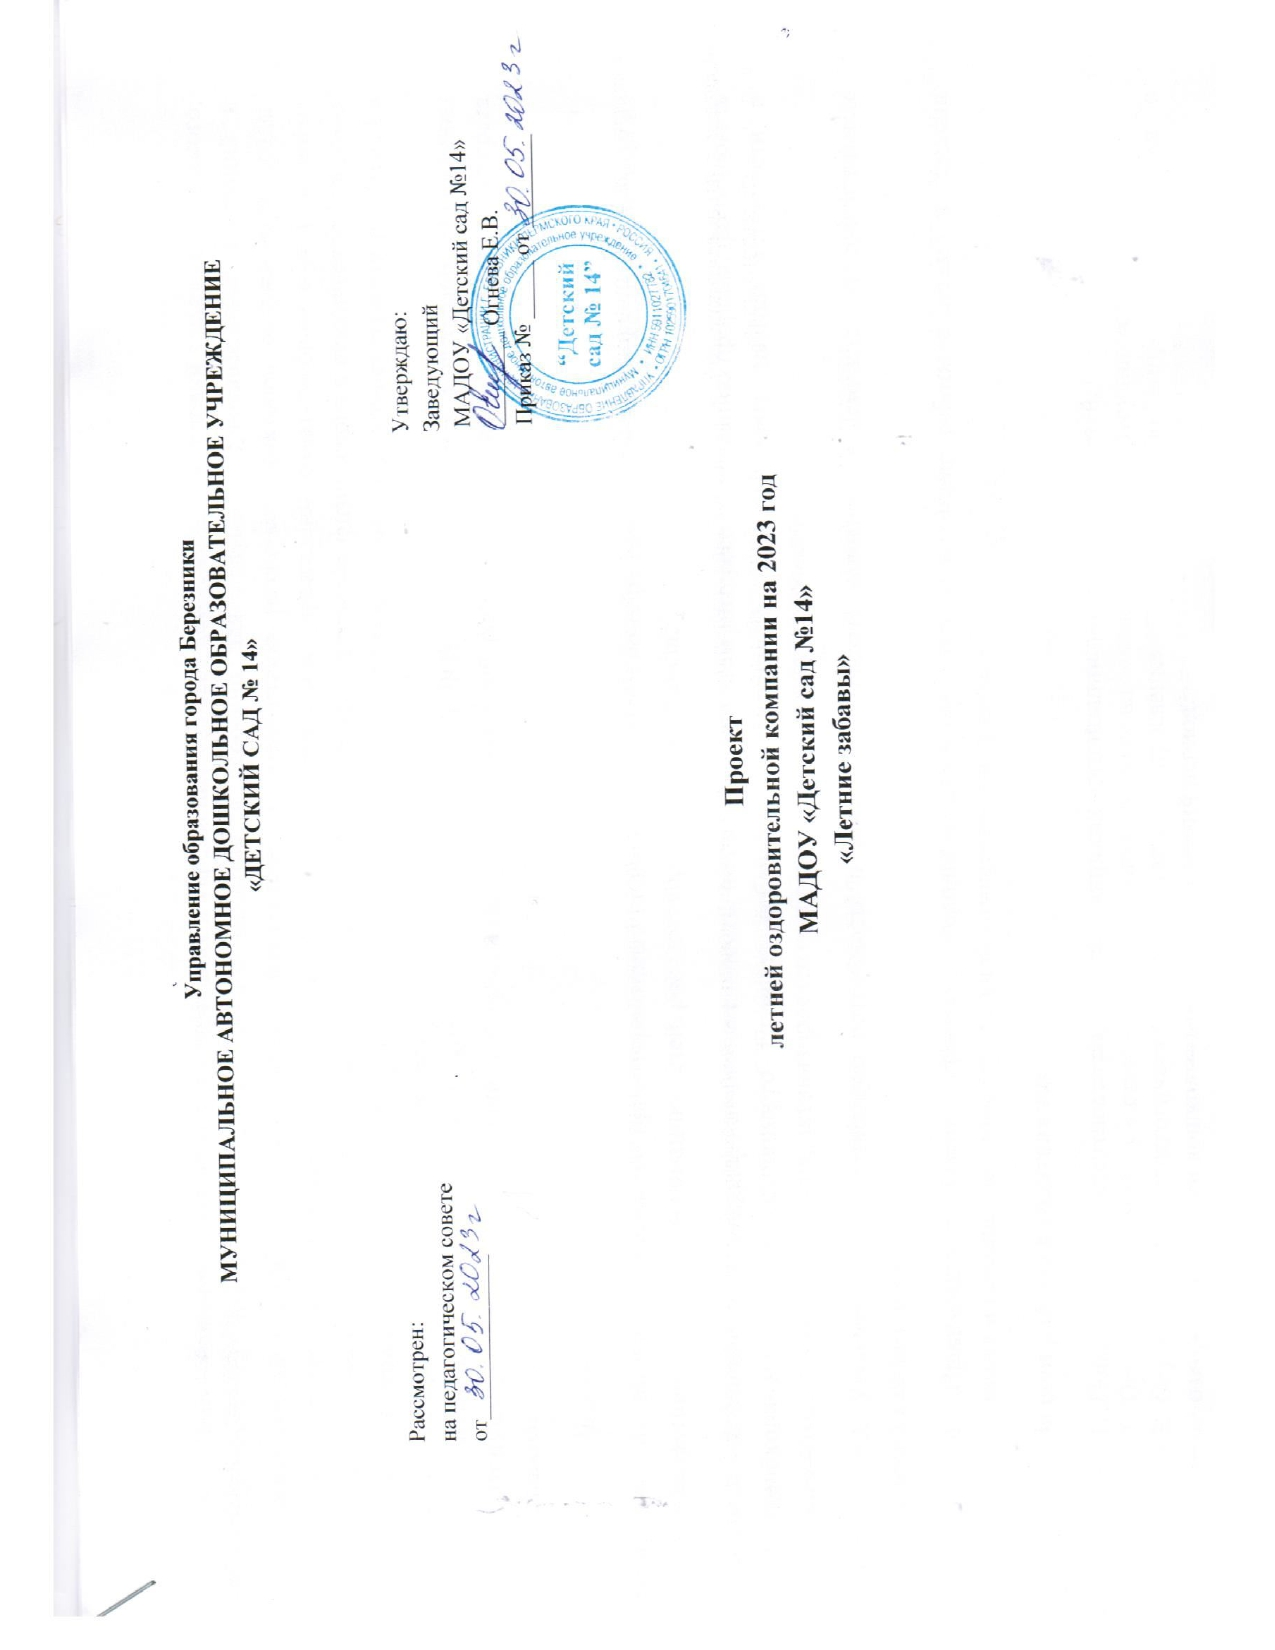 Управление образования города Березники
МУНИЦИПАЛЬНОЕ АВТОНОМНОЕ ДОШКОЛЬНОЕ ОБРАЗОВАТЕЛЬНОЕ УЧРЕЖДЕНИЕ
«ДЕТСКИЙ САД № 14»
Рассмотрен:
на педагогическом совете
от 30.05.2023г
Утверждаю:
Заведующий
МАДОУ «Детский сад №14»
Огнева Е.В.
Приказ № ____ от 30.05.2023г
“Детский
сад № 14”
Проект
летней оздоровительной компании на 2023 год
МАДОУ «Детский сад №14»
«Летние забавы»